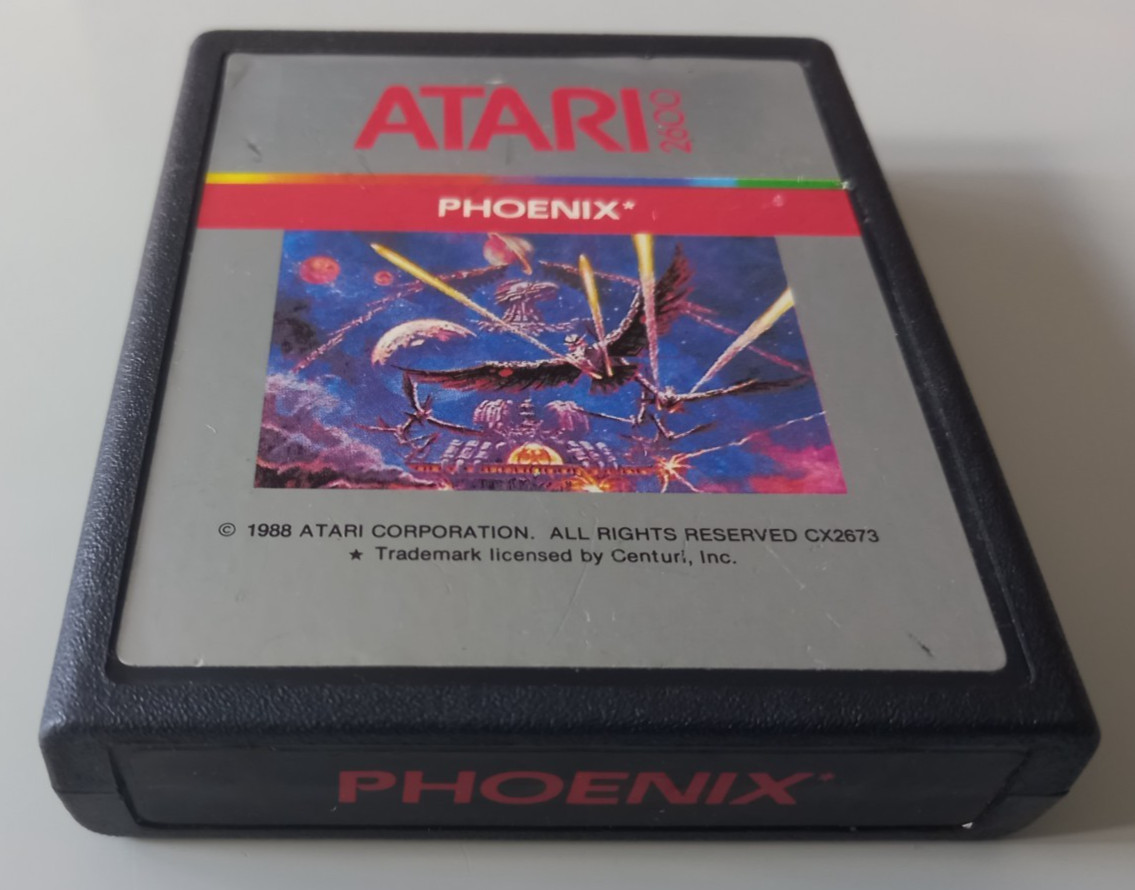 ATARI 2600
PHOENIX*
© 1988 ATARI CORPORATION. ALL RIGHTS RESERVED CX2673
★ Trademark licensed by Centuri, Inc.
PHOENIX*